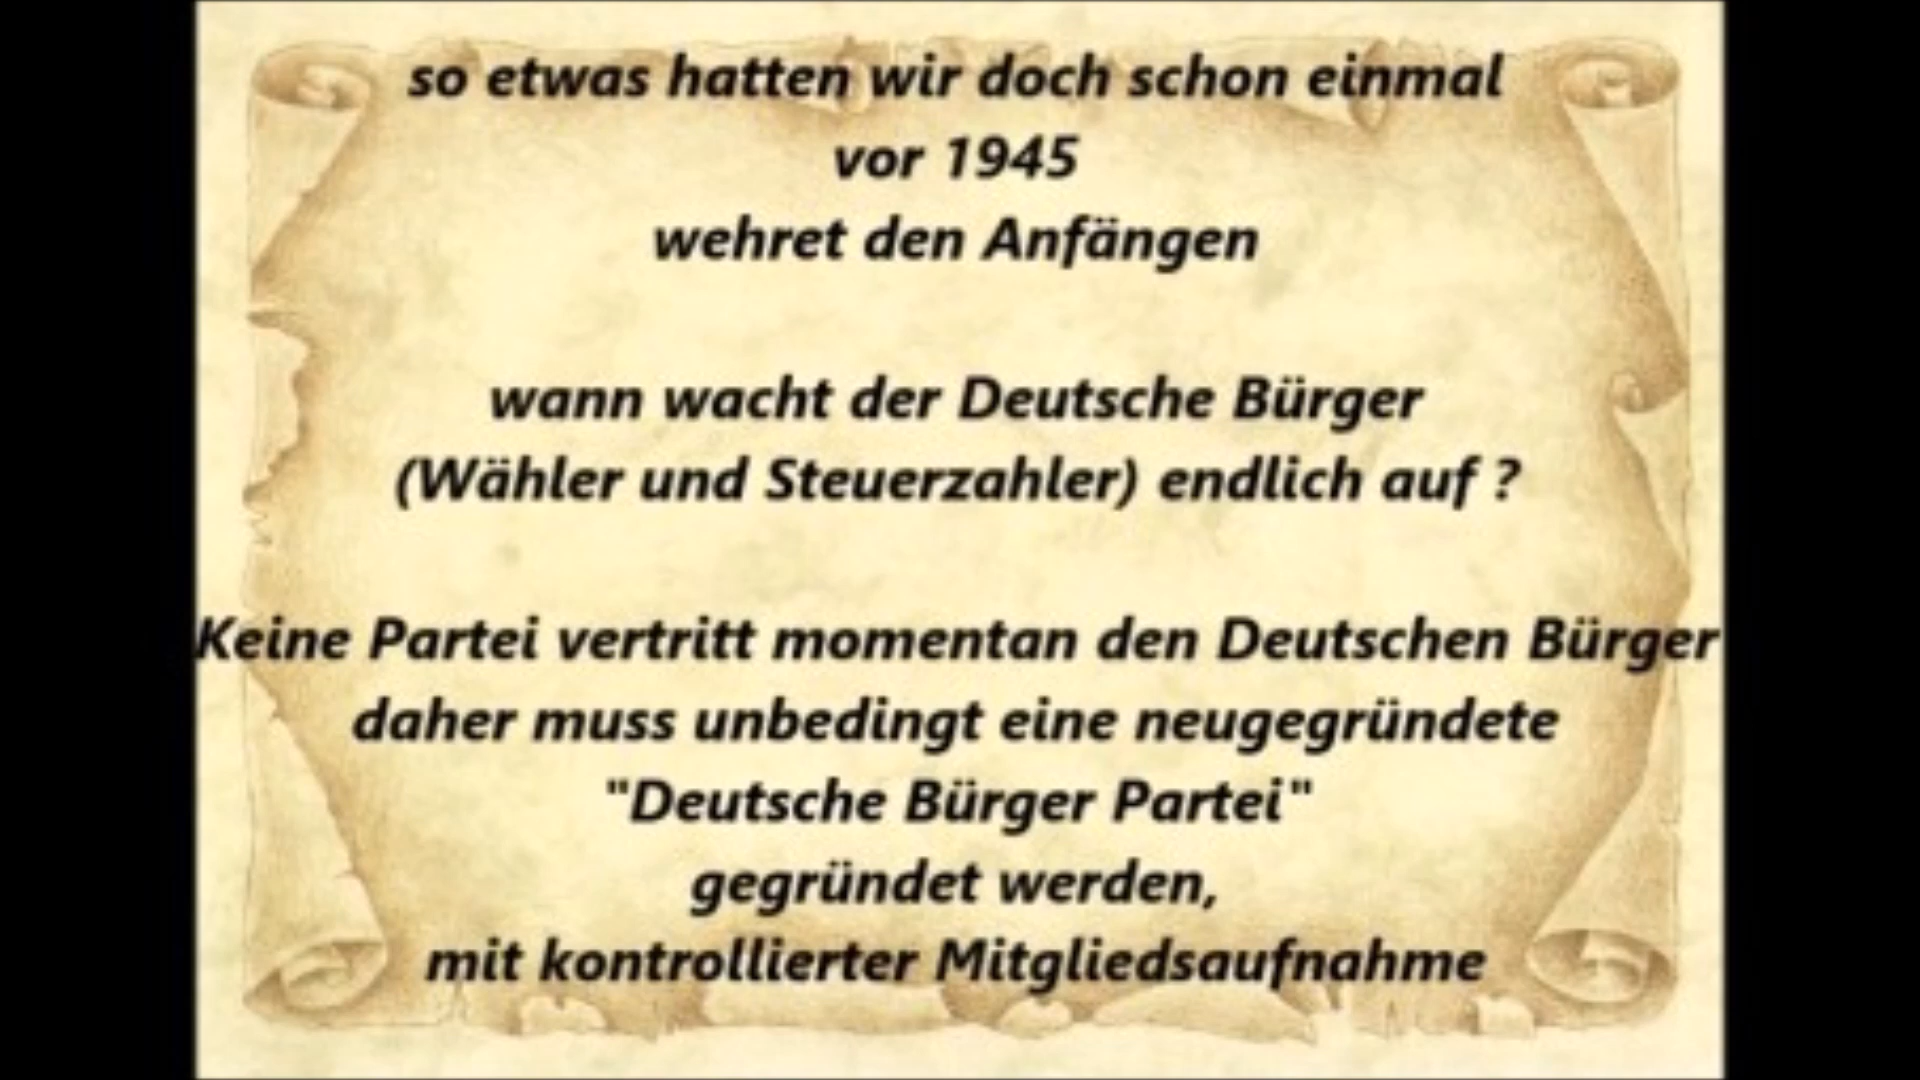 so etwas hatten wir doch schon einmal
vor 1945
wehret den Anfängen
wann wacht der Deutsche Bürger
(Wähler und Steuerzahler) endlich auf ?
Keine Partei vertritt momentan den Deutschen Bürger
daher muss unbedingt eine neugegründete
"Deutsche Bürger Partei"
gegründet werden,
mit kontrollierter Mitgliedsaufnahme